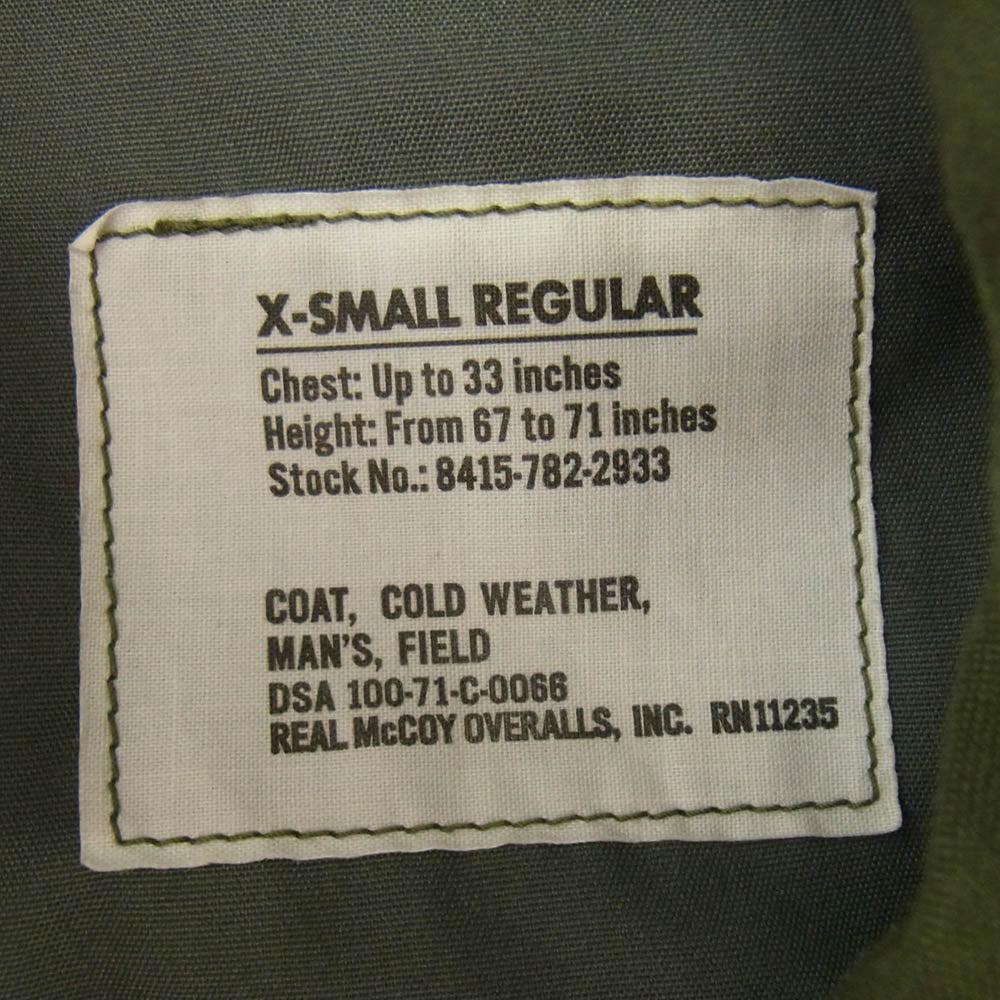 X-SMALL REGULAR
Chest: Up to 33 inches
Height: From 67 to 71 inches
Stock No.: 8415-782-2933
COAT, COLD WEATHER,
MAN'S, FIELD
DSA 100-71-C-0066
REAL McCOY OVERALLS, INC. RN11235